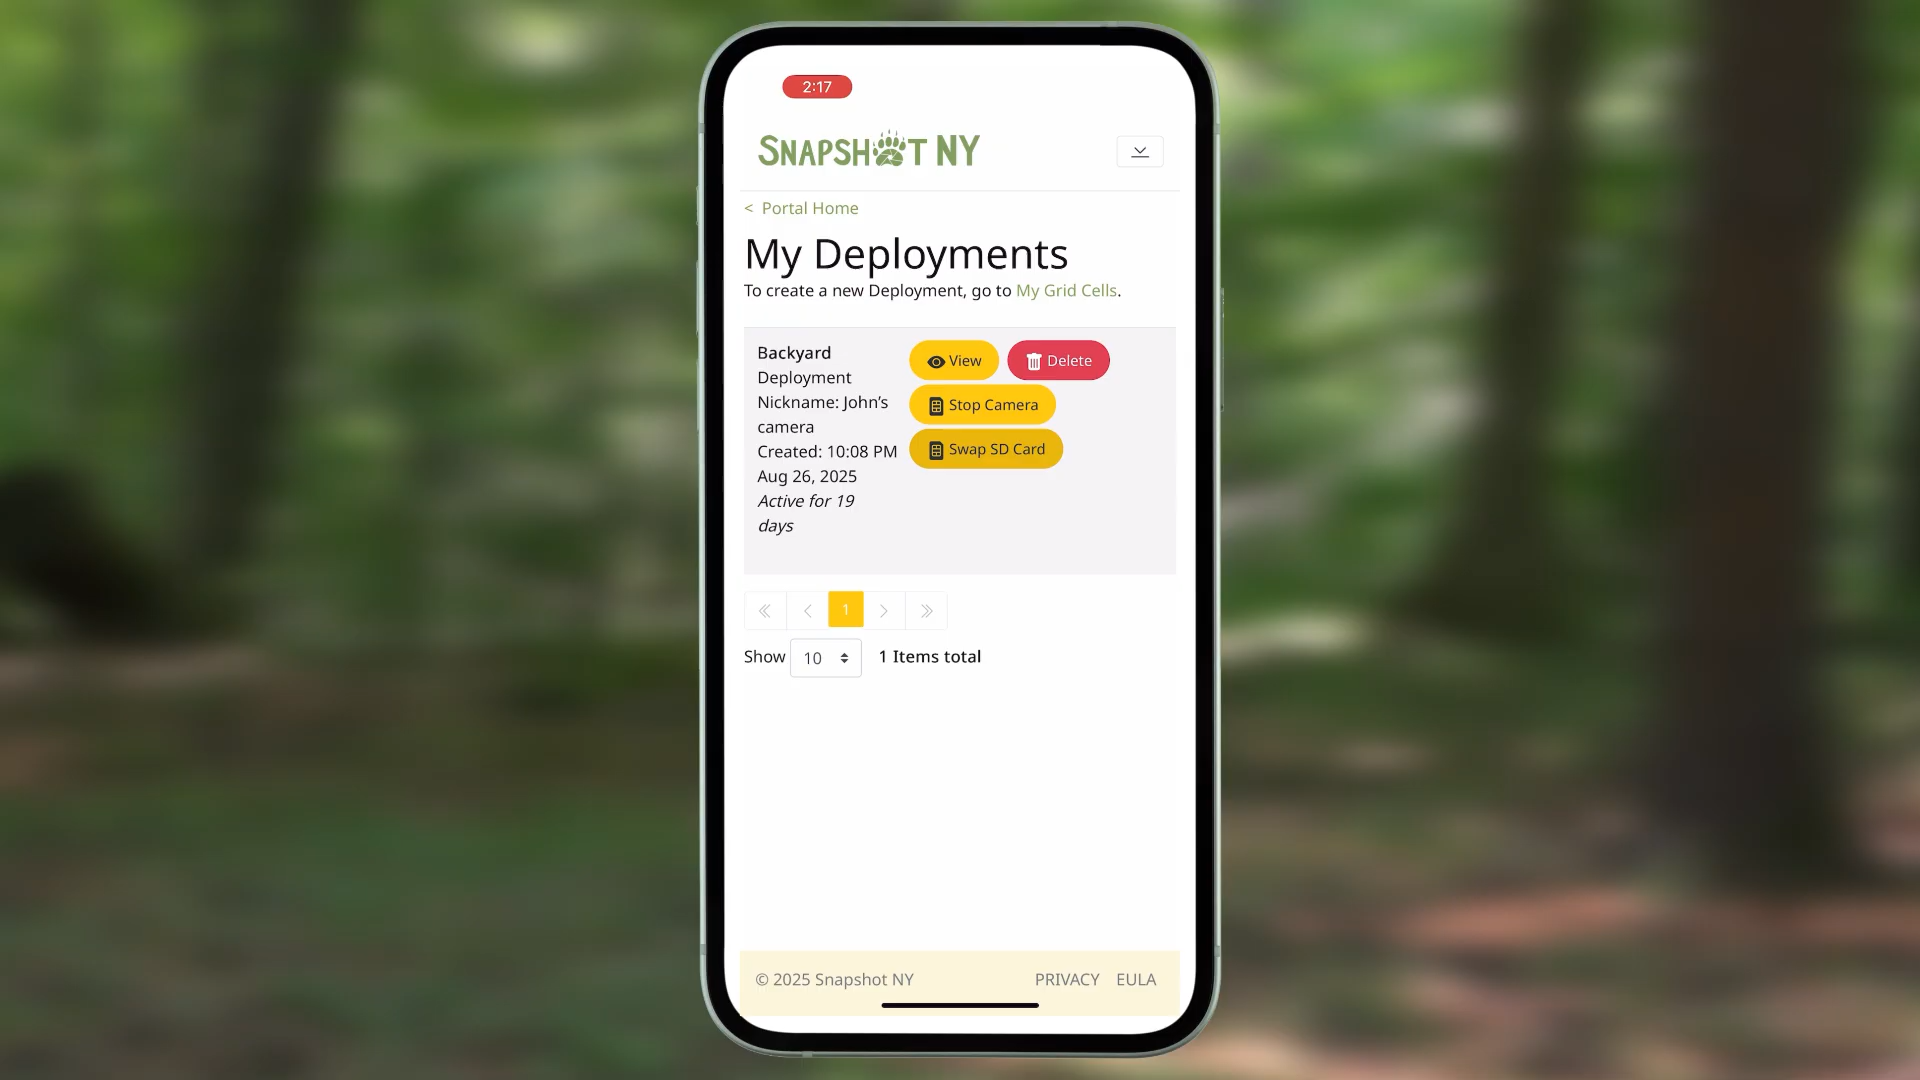 2:17
SNAPSHOT NY
< Portal Home
My Deployments
To create a new Deployment, go to My Grid Cells.
Backyard
Deployment
Nickname: John’s
camera
Created: 10:08 PM
Aug 26, 2025
Active for 19
days
View
Delete
Stop Camera
Swap SD Card
1
Show 10 1 Items total
© 2025 Snapshot NY PRIVACY EULA